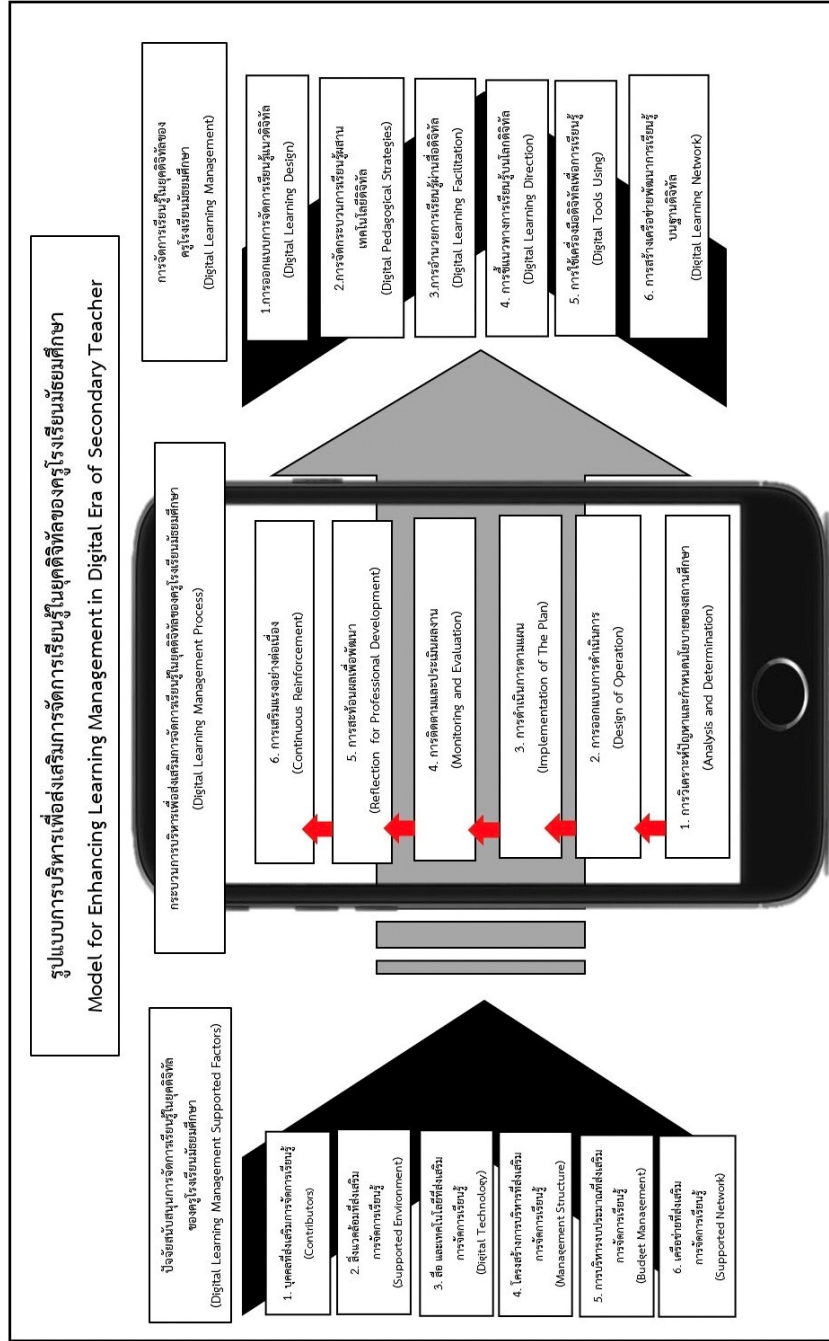 รูปแบบการบริหารเพื่อส่งเสริมการจัดการเรียนรู้ในยุคดิจิทัลของครูโรงเรียนมัธยมศึกษา
Model for Enhancing Learning Management in Digital Era of Secondary Teacher
ปัจจัยสนับสนุนการจัดการเรียนรู้ในยุคดิจิทัล
ของครูโรงเรียนมัธยมศึกษา
(Digital Learning Management Supported Factors)
1. บุคคลที่ส่งเสริมการจัดการเรียนรู้
(Contributors)
2. สิ่งแวดล้อมที่ส่งเสริม
การจัดการเรียนรู้
(Supported Environment)
3. สื่อ และเทคโนโลยีที่ส่งเสริม
การจัดการเรียนรู้
(Digital Technology)
4. โครงสร้างการบริหารที่ส่งเสริม
การจัดการเรียนรู้
(Management Structure)
5. การบริหารงบประมาณที่ส่งเสริม
การจัดการเรียนรู้
(Budget Management)
6. เครือข่ายที่ส่งเสริม
การจัดการเรียนรู้
(Supported Network)
กระบวนการบริหารเพื่อส่งเสริมการจัดการเรียนรู้ในยุคดิจิทัลของครูโรงเรียนมัธยมศึกษา
(Digital Learning Management Process)
6. การเสริมแรงอย่างต่อเนื่อง
(Continuous Reinforcement)
5. การสะท้อนผลเพื่อพัฒนา
(Reflection for Professional Development)
4. การติดตามและประเมินผลงาน
(Monitoring and Evaluation)
3. การดำเนินการตามแผน
(Implementation of The Plan)
2. การออกแบบการดำเนินการ
(Design of Operation)
1. การวิเคราะห์ปัญหาและกำหนดนโยบายของสถานศึกษา
(Analysis and Determination)
การจัดการเรียนรู้ในยุคดิจิทัลของ
ครูโรงเรียนมัธยมศึกษา
(Digital Learning Management)
1.การออกแบบการจัดการเรียนรู้แนวดิจิทัล
(Digital Learning Design)
2.การจัดกระบวนการเรียนรู้ผสาน
เทคโนโลยีดิจิทัล
(Digital Pedagogical Strategies)
3.การอำนวยการเรียนรู้ผ่านสื่อดิจิทัล
(Digital Learning Facilitation)
4. การชี้แนวทางการเรียนรู้บนโลกดิจิทัล
(Digital Learning Direction)
5. การใช้เครื่องมือดิจิทัลเพื่อการเรียนรู้
(Digital Tools Using)
6. การสร้างเครือข่ายพัฒนาการเรียนรู้
บนฐานดิจิทัล
(Digital Learning Network)